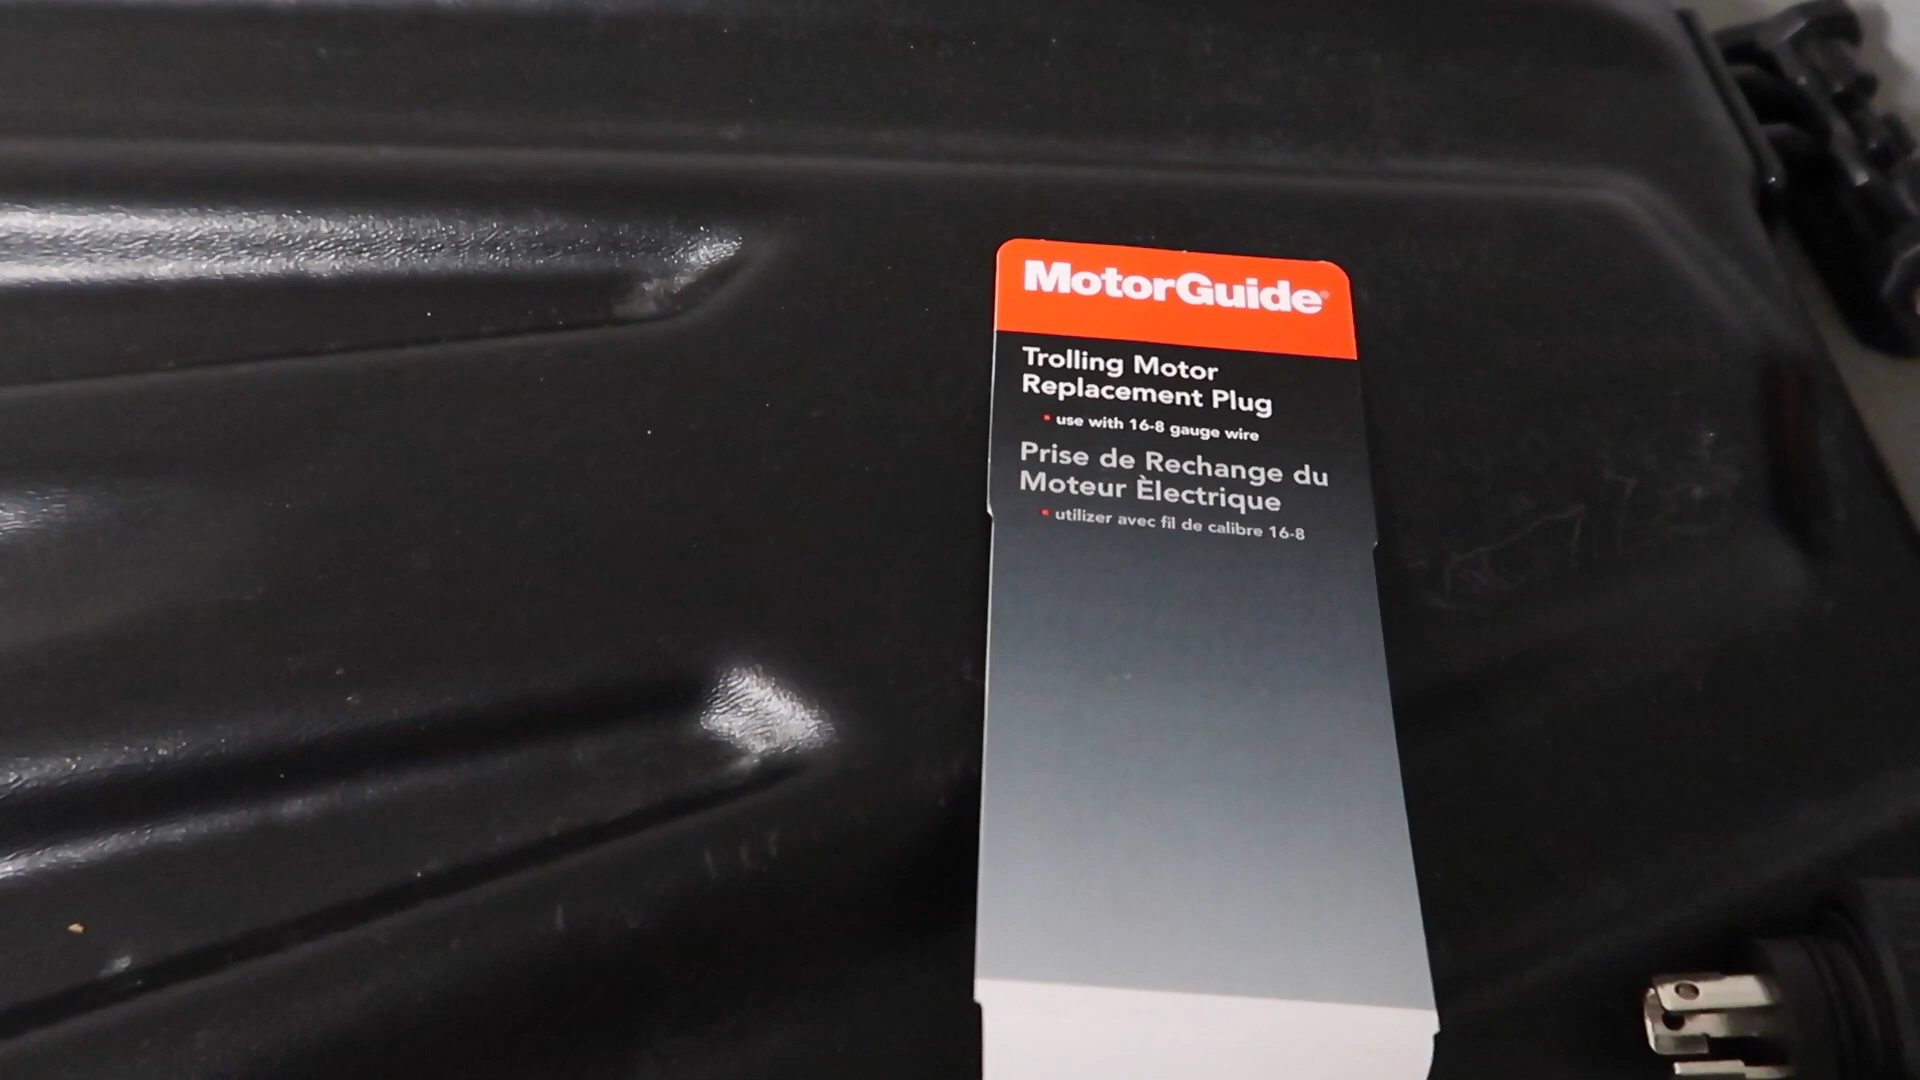 MotorGuide
Trolling Motor
Replacement Plug
use with 16-8 gauge wire
Prise de Rechange du
Moteur Èlectrique
utilizer avec fil de calibre 16-8